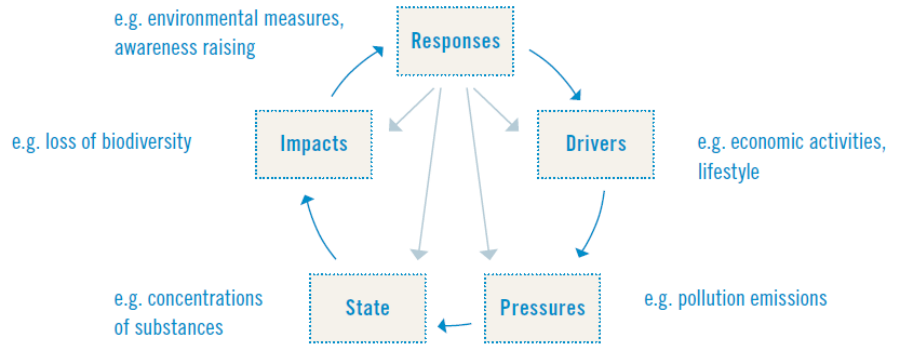 e.g. environmental measures,
awareness raising
Responses
e.g. loss of biodiversity
Impacts
Drivers
e.g. economic activities,
lifestyle
e.g. concentrations
of substances
State
Pressures
e.g. pollution emissions